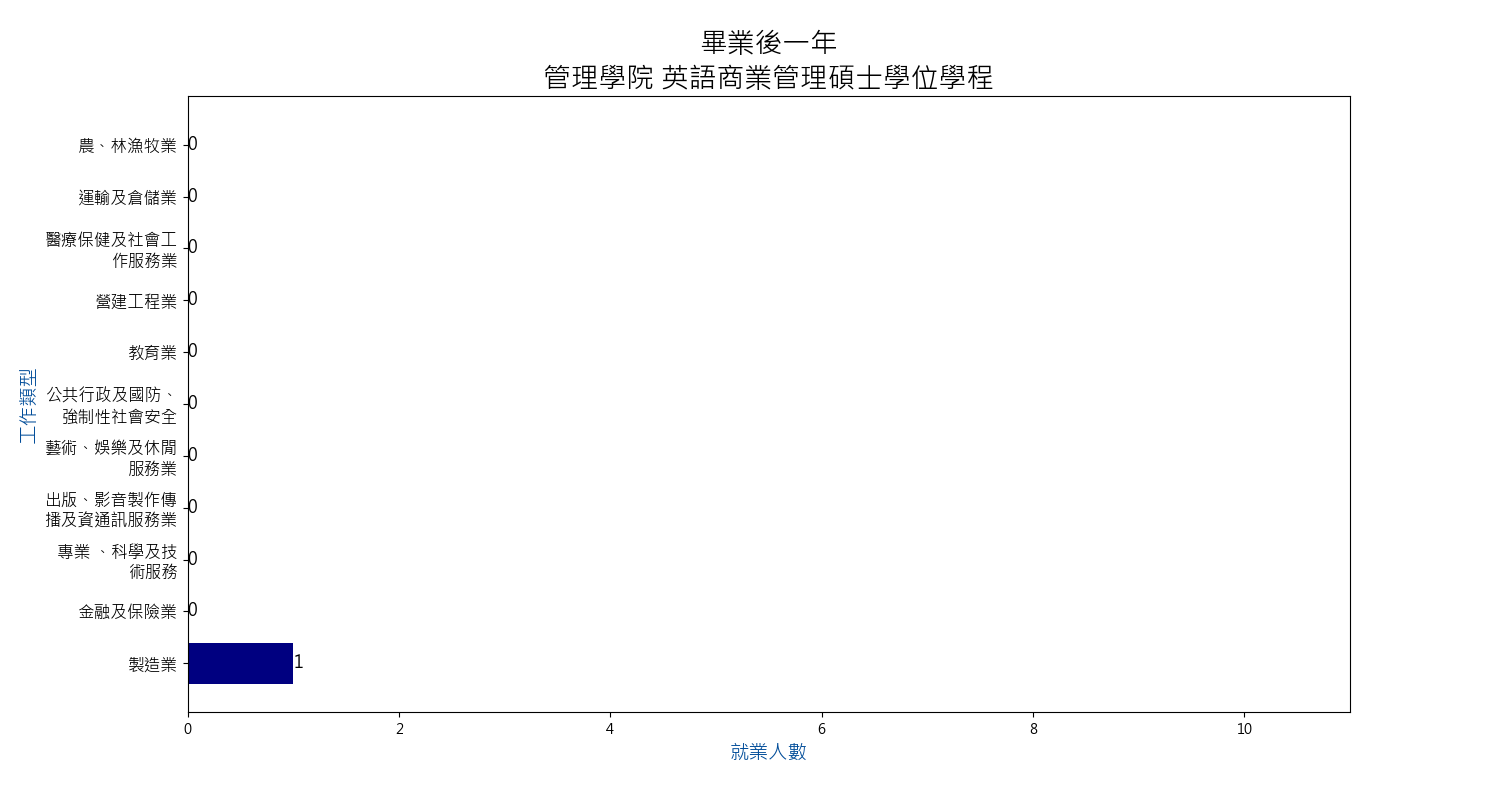 畢業後一年
管理學院 英語商業管理碩士學位學程
農、林漁牧業
0
運輸及倉儲業
0
醫療保健及社會工
作服務業
0
營建工程業
0
教育業
0
公共行政及國防、
強制性社會安全
0
藝術、娛樂及休閒
服務業
0
出版、影音製作傳
播及資通訊服務業
0
專業 、科學及技
術服務
0
金融及保險業
0
製造業
1
工作類型
0 2 4 6 8 10
就業人數